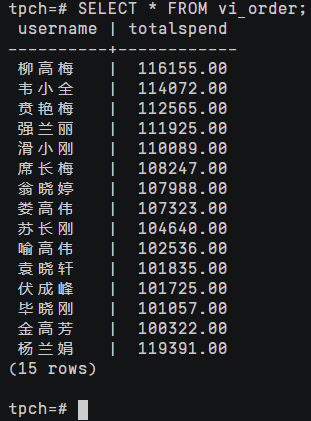 tpch=# SELECT * FROM vi_order;
 username | totalspend
----------+------------
 柳高梅   |  116155.00
 韦小全   |  114072.00
 贲艳梅   |  112565.00
 强兰丽   |  111925.00
 滑小刚   |  110089.00
 席长梅   |  108247.00
 翁晓婷   |  107988.00
 娄高伟   |  107323.00
 苏长刚   |  104640.00
 喻高伟   |  102536.00
 袁晓轩   |  101835.00
 伏成峰   |  101725.00
 毕晓刚   |  101057.00
 金高芳   |  100322.00
 杨兰娟   |  119391.00
(15 rows)
tpch=#